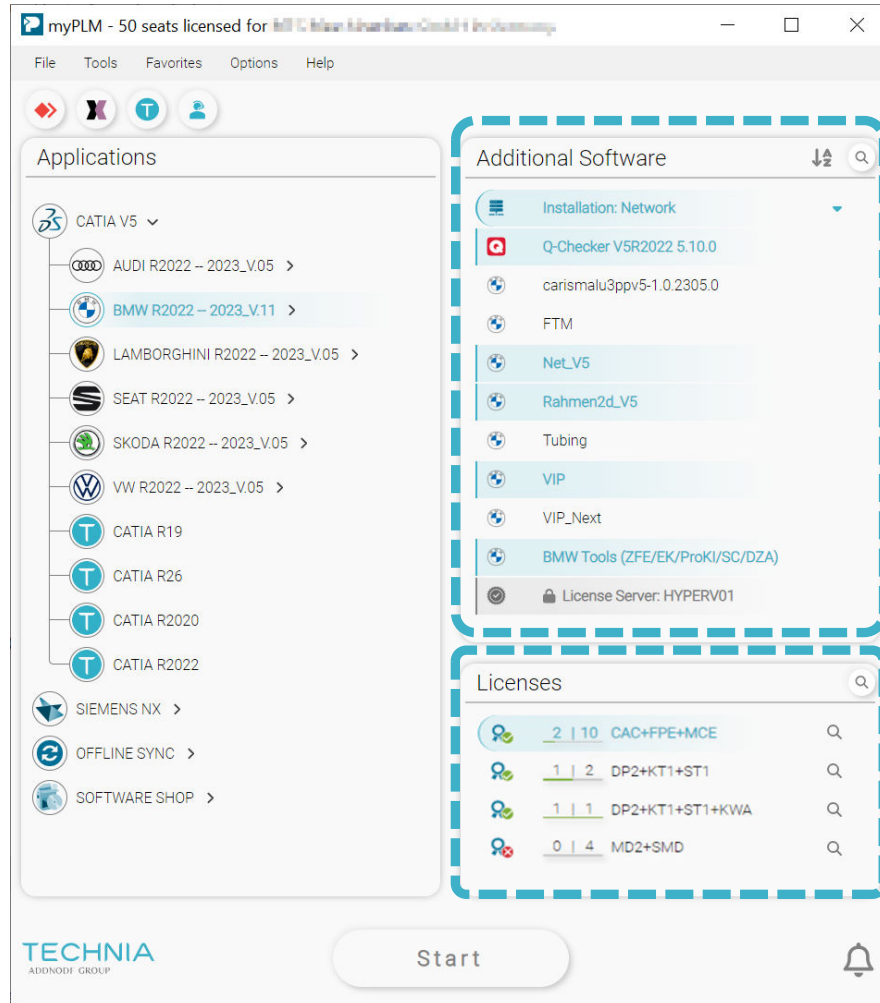 myPLM - 50 seats licensed for
File Tools Favorites Options Help
Applications
CATIA V5
AUDI R2022 -- 2023_V.05
BMW R2022 -- 2023_V.11
LAMBORGHINI R2022 -- 2023_V.05
SEAT R2022 -- 2023_V.05
SKODA R2022 -- 2023_V.05
VW R2022 -- 2023_V.05
T CATIA R19
T CATIA R26
T CATIA R2020
T CATIA R2022
SIEMENS NX
OFFLINE SYNC
SOFTWARE SHOP
Additional Software
Installation: Network
Q-Checker V5R2022 5.10.0
carismalu3ppv5-1.0.2305.0
FTM
Net_V5
Rahmen2d_V5
Tubing
VIP
VIP_Next
BMW Tools (ZFE/EK/ProKI/SC/DZA)
License Server: HYPERV01
Licenses
2 | 10 CAC+FPE+MCE
1 | 2 DP2+KT1+ST1
1 | 1 DP2+KT1+ST1+KWA
0 | 4 MD2+SMD
TECHNIA
ADDNODE GROUP
Start